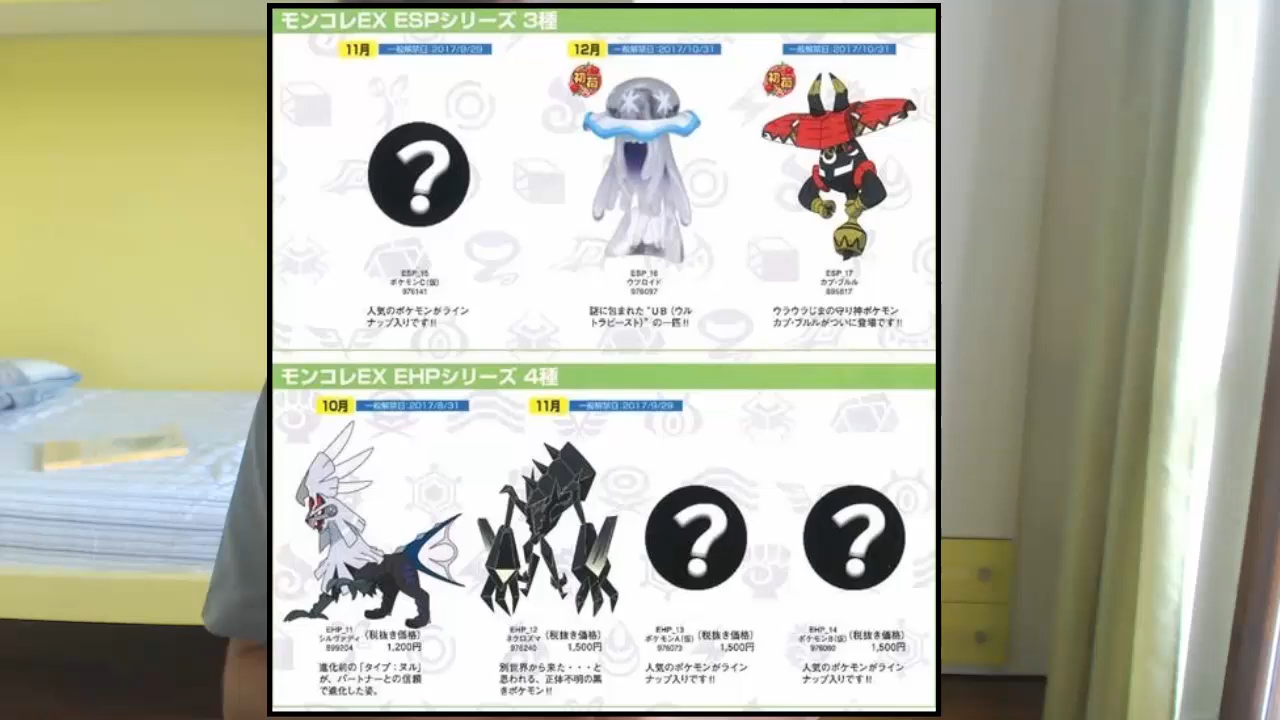 モンコレEX ESPシリーズ 3種
11月 一般解禁日:2017/9/29
12月 一般解禁日:2017/10/31
一般解禁日:2017/10/31
初荷
初荷
ESP_15
ポケモンC(仮)
976141
人気のポケモンがライン
ナップ入りです!!
ESP_16
ウツロイド
976097
謎に包まれた“UB(ウル
トラビースト)”の一匹!!
ESP_17
カプ・ブルル
895817
ウラウラじまの守り神ポケモン
カプ・ブルルがついに登場です!!
モンコレEX EHPシリーズ 4種
10月 一般解禁日:2017/8/31
11月 一般解禁日:2017/9/29
EHP_11
シルヴァディ
899204
(税抜き価格)
1,200円
進化前の「タイプ:ヌル」
が、パートナーとの信頼
で進化した姿。
EHP_12
ネクロズマ
976240
(税抜き価格)
1,500円
別世界から来た・・・と
思われる、正体不明の黒
きポケモン!!
EHP_13
ポケモンA(仮)
976073
(税抜き価格)
1,500円
人気のポケモンがライン
ナップ入りです!!
EHP_14
ポケモンB(仮)
976080
(税抜き価格)
1,500円
人気のポケモンがライン
ナップ入りです!!